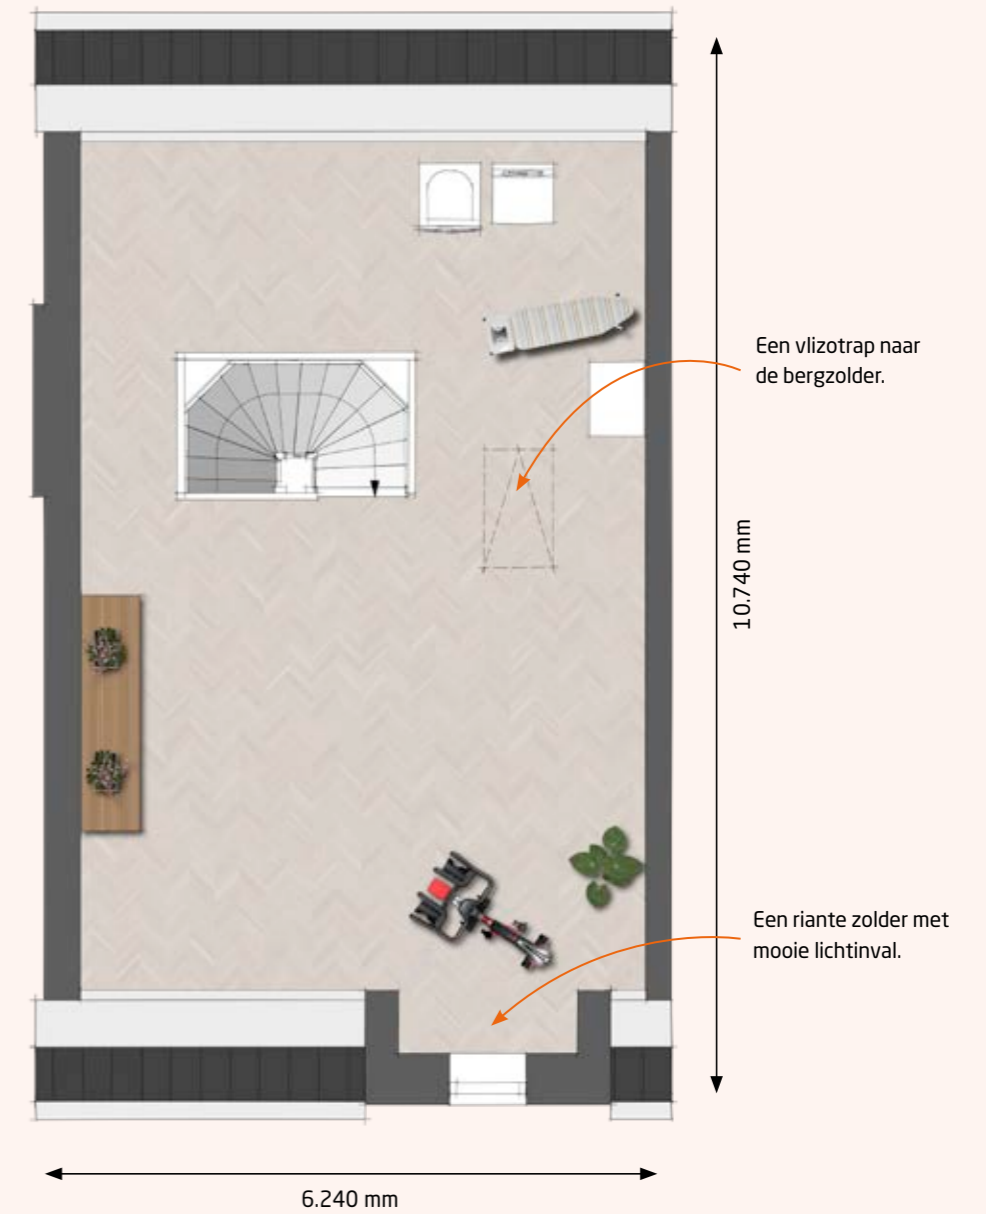 Een vlizotrap naar
de bergzolder.
10.740 mm
Een riante zolder met
mooie lichtinval.
6.240 mm